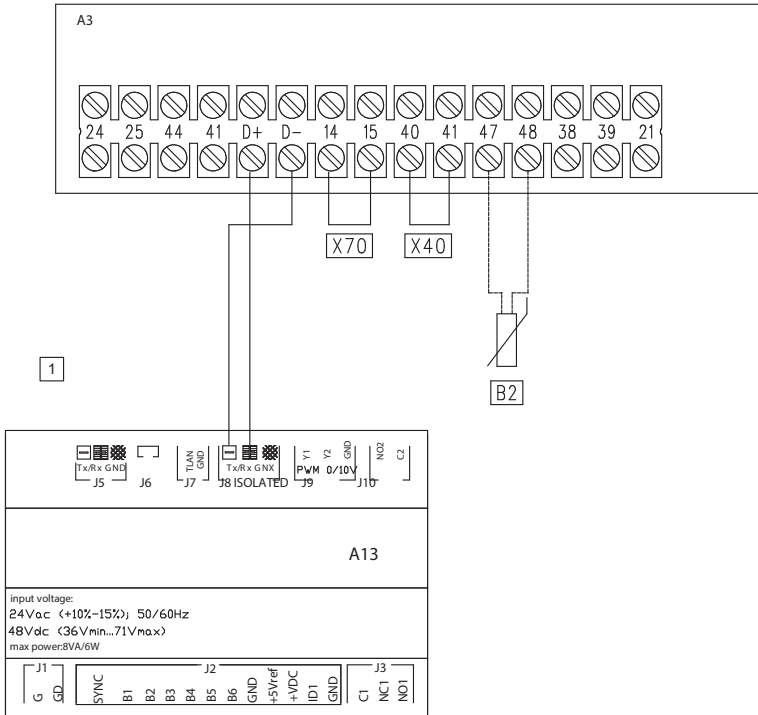 A3
24 25 44 41 D+ D- 14 15 40 41 47 48 38 39 21
X70 X40
B2
1
TLAN
GND
Y1 Y2 GND
NO2 C2
Tx/Rx GND
Tx/Rx GNX
PWM 0/10V
J5 J6 J7 J8 ISOLATED J9 J10
A13
input voltage:
24Vac (+10%-15%); 50/60Hz
48Vdc (36Vmin...71Vmax)
max power:8VA/6W
J1 J2 J3
G GD SYNC B1 B2 B3 B4 B5 B6 GND +5Vref +VDC ID1 GND C1 NC1 NO1